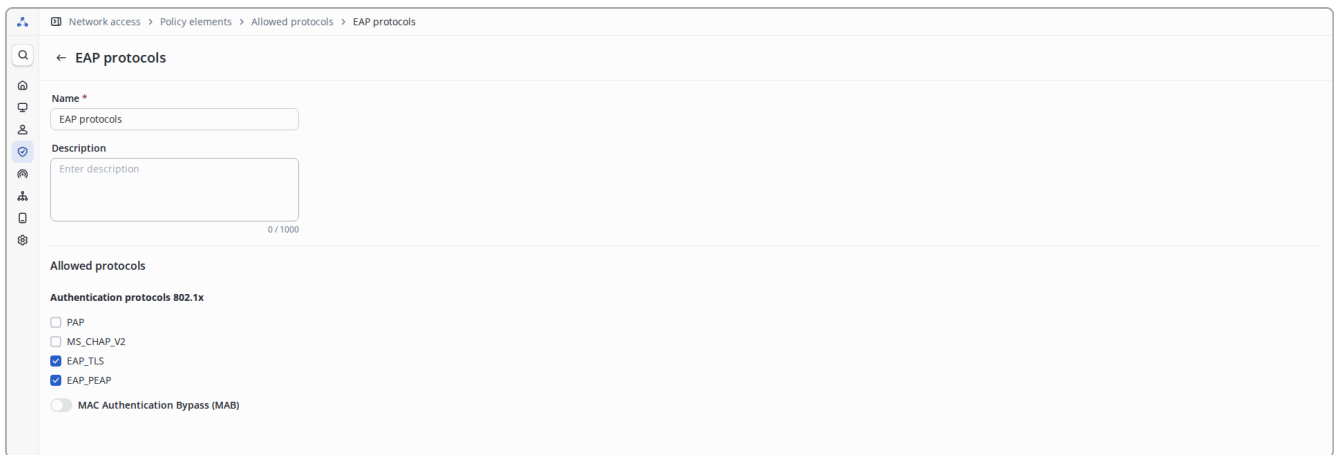 Network access > Policy elements > Allowed protocols > EAP protocols
EAP protocols
Name *
EAP protocols
Description
Enter description
0 / 1000
Allowed protocols
Authentication protocols 802.1x
PAP
MS_CHAP_V2
EAP_TLS
EAP_PEAP
MAC Authentication Bypass (MAB)